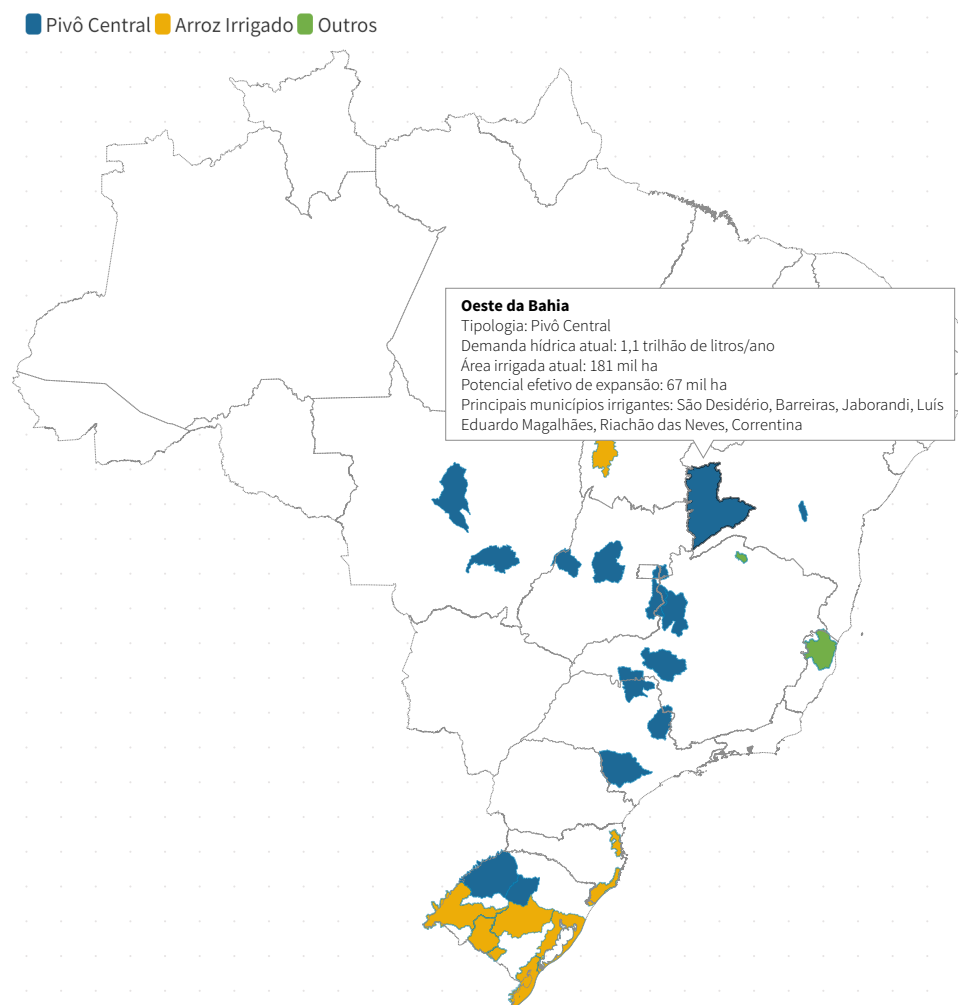 Pivô Central Arroz Irrigado Outros
Oeste da Bahia
Tipologia: Pivô Central
Demanda hídrica atual: 1,1 trilhão de litros/ano
Área irrigada atual: 181 mil ha
Potencial efetivo de expansão: 67 mil ha
Principais municípios irrigantes: São Desidério, Barreiras, Jaborandi, Luís
Eduardo Magalhães, Riachão das Neves, Correntina